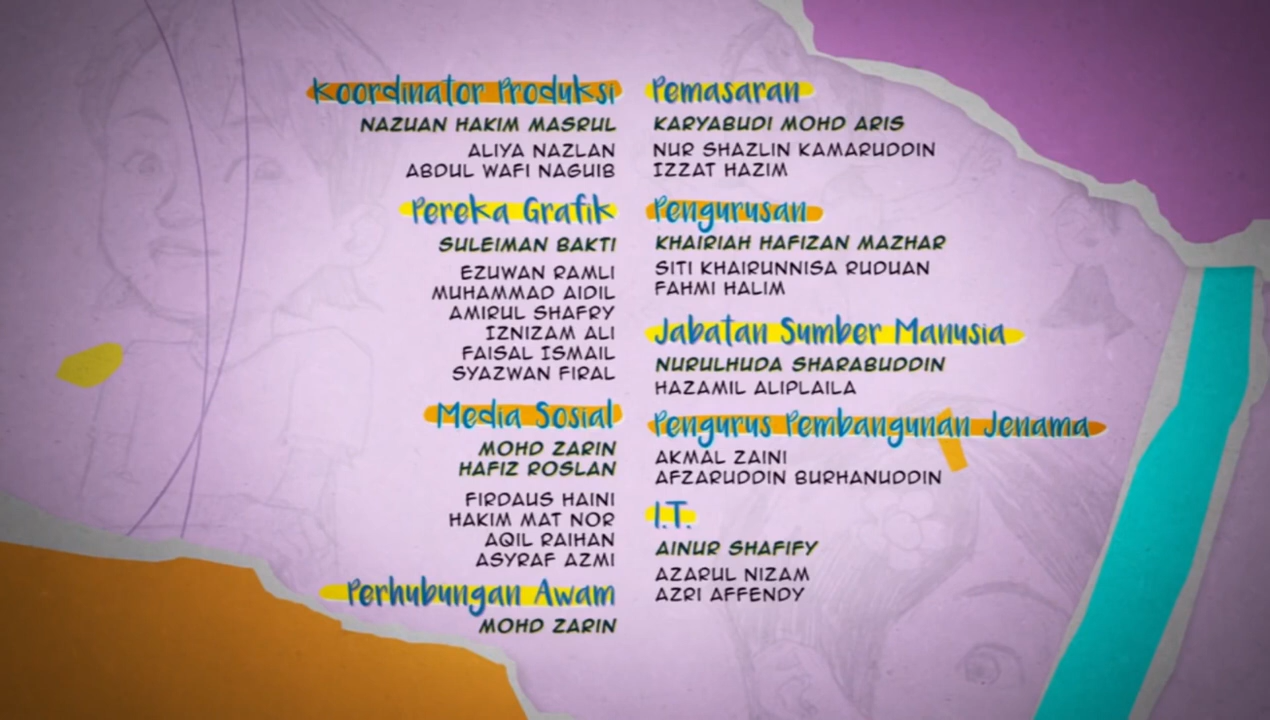 Koordinator Produksi
NAZUAN HAKIM MASRUL
ALIYA NAZLAN
ABDUL WAFI NAGUIB
Pereka Grafik
SULEIMAN BAKTI
EZUWAN RAMLI
MUHAMMAD AIDIL
AMIRUL SHAFRY
IZNIZAM ALI
FAISAL ISMAIL
SYAZWAN FIRAL
Media Sosial
MOHD ZARIN
HAFIZ ROSLAN
FIRDAUS HAINI
HAKIM MAT NOR
AQIL RAIHAN
ASYRAF AZMI
Perhubungan Awam
MOHD ZARIN
Pemasaran
KARYABUDI MOHD ARIS
NUR SHAZLIN KAMARUDDIN
IZZAT HAZIM
Pengurusan
KHAIRIAH HAFIZAN MAZHAR
SITI KHAIRUNNISA RUDUAN
FAHMI HALIM
Jabatan Sumber Manusia
NURULHUDA SHARABUDDIN
HAZAMIL ALIPLAILA
Pengurus Pembangunan Jenama
AKMAL ZAINI
AFZARUDDIN BURHANUDDIN
I.T.
AINUR SHAFIFY
AZARUL NIZAM
AZRI AFFENDY